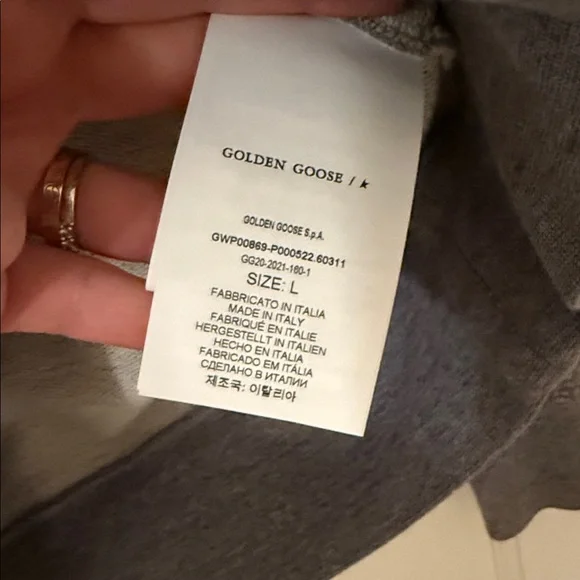 GOLDEN GOOSE / ★
GOLDEN GOOSE S.p.A.
GWP00869-P000522.60311
GG20-2021-160-1
SIZE: L
FABBRICATO IN ITALIA
MADE IN ITALY
FABRIQUÉ EN ITALIE
HERGESTELLT IN ITALIEN
HECHO EN ITALIA
FABRICADO EM ITÁLIA
СДЕЛАНО В ИТАЛИИ
제조국: 이탈리아